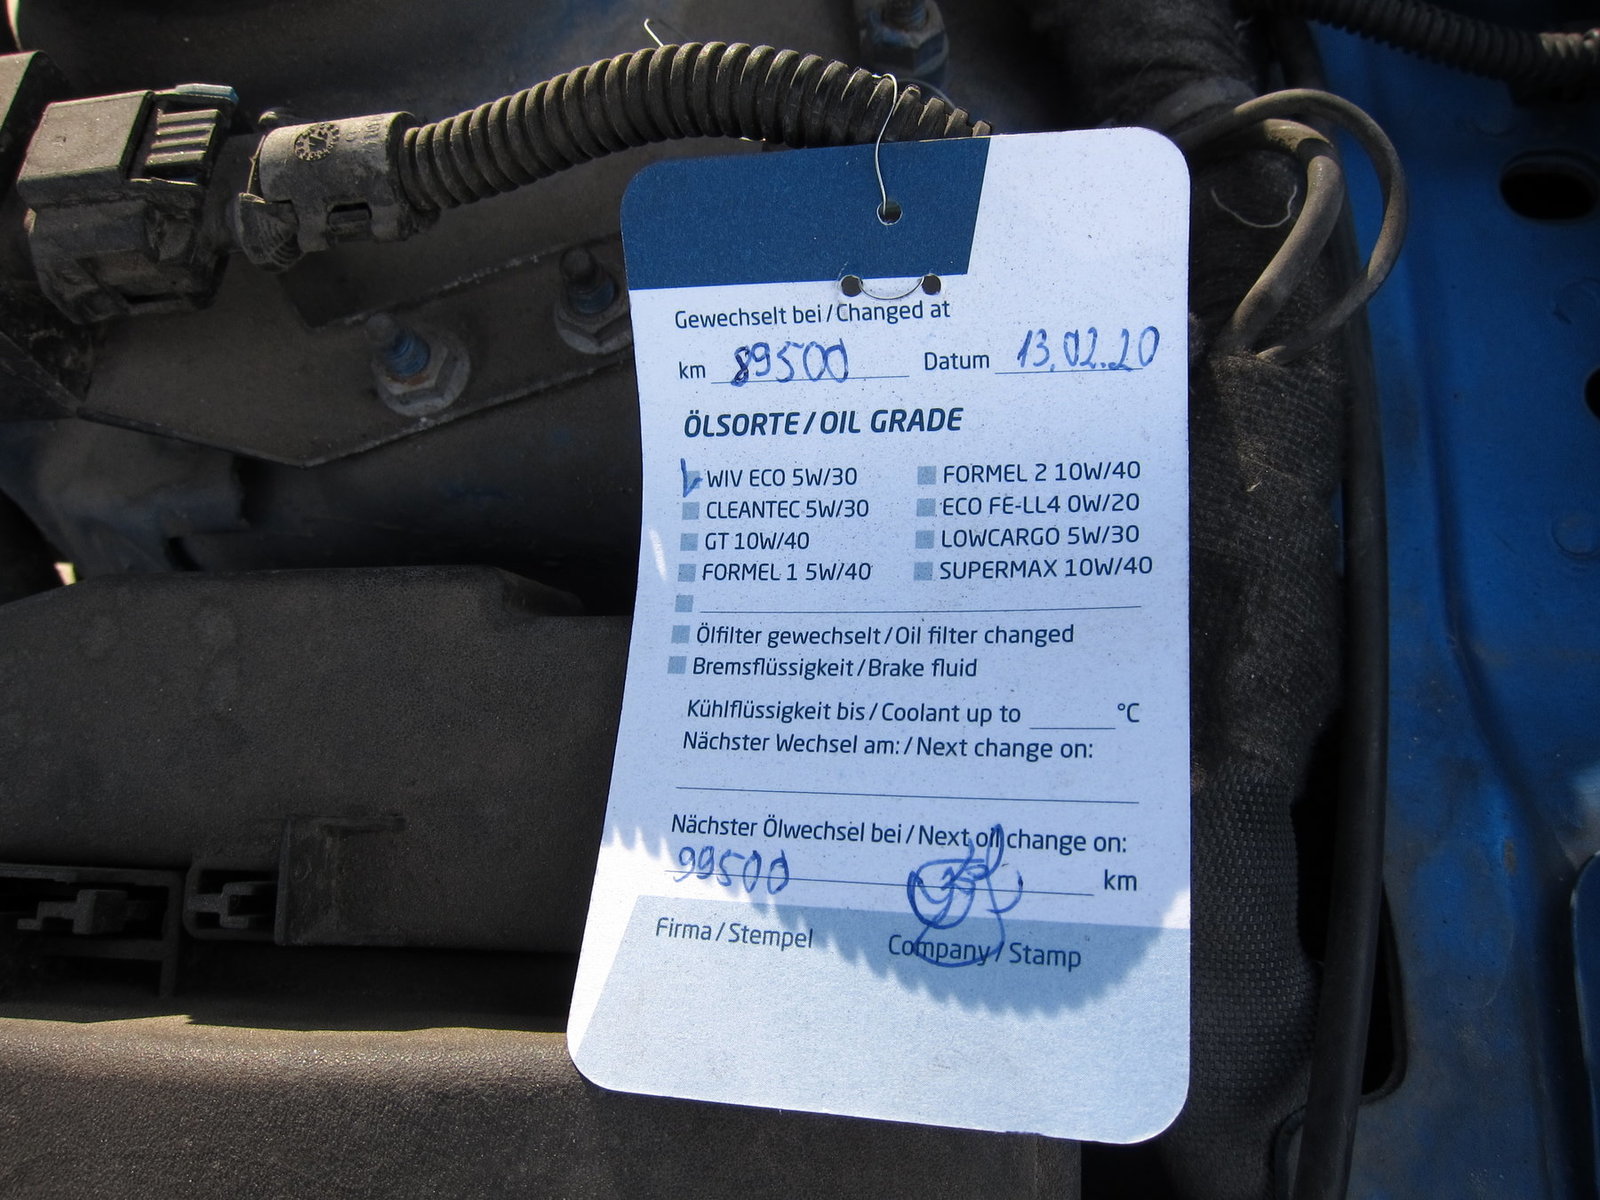 Gewechselt bei / Changed at
km 89500 Datum 13.02.20
ÖLSORTE / OIL GRADE
WIV ECO 5W/30 FORMEL 2 10W/40
CLEANTEC 5W/30 ECO FE-LL4 0W/20
GT 10W/40 LOWCARGO 5W/30
FORMEL 1 5W/40 SUPERMAX 10W/40
Ölfilter gewechselt / Oil filter changed
Bremsflüssigkeit / Brake fluid
Kühlflüssigkeit bis / Coolant up to °C
Nächster Wechsel am: / Next change on:
Nächster Ölwechsel bei / Next oil change on:
99500 km
Firma / Stempel Company / Stamp